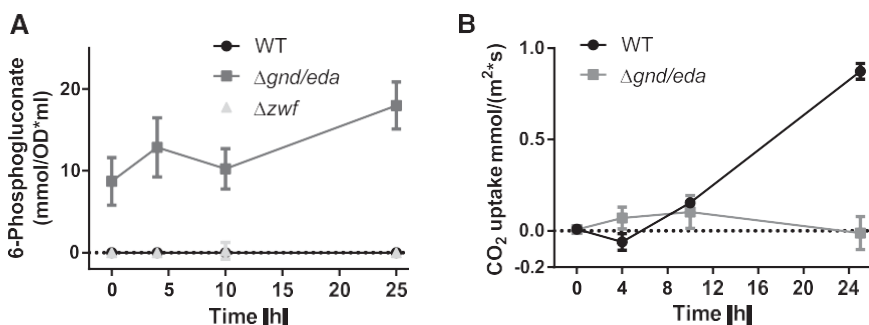 A
WT
Δgnd/eda
Δzwf
6-Phosphogluconate
(mmol/OD*ml)
20
10
0
0
5
10
15
20
25
Time [h]
B
WT
Δgnd/eda
CO2 uptake mmol/(m2*s)
1.0
0.5
0.0
-0.2
0
4
8
12
16
20
24
Time [h]